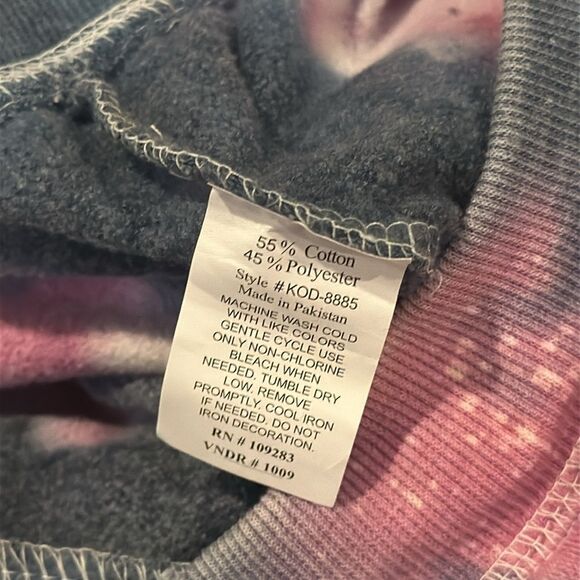 55% Cotton
45% Polyester
Style #KOD-8885
Made in Pakistan
MACHINE WASH COLD
WITH LIKE COLORS
GENTLE CYCLE USE
ONLY NON-CHLORINE
BLEACH WHEN
NEEDED. TUMBLE DRY
LOW. REMOVE
PROMPTLY. COOL IRON
IF NEEDED. DO NOT
IRON DECORATION.
RN # 109283
VNDR # 1009